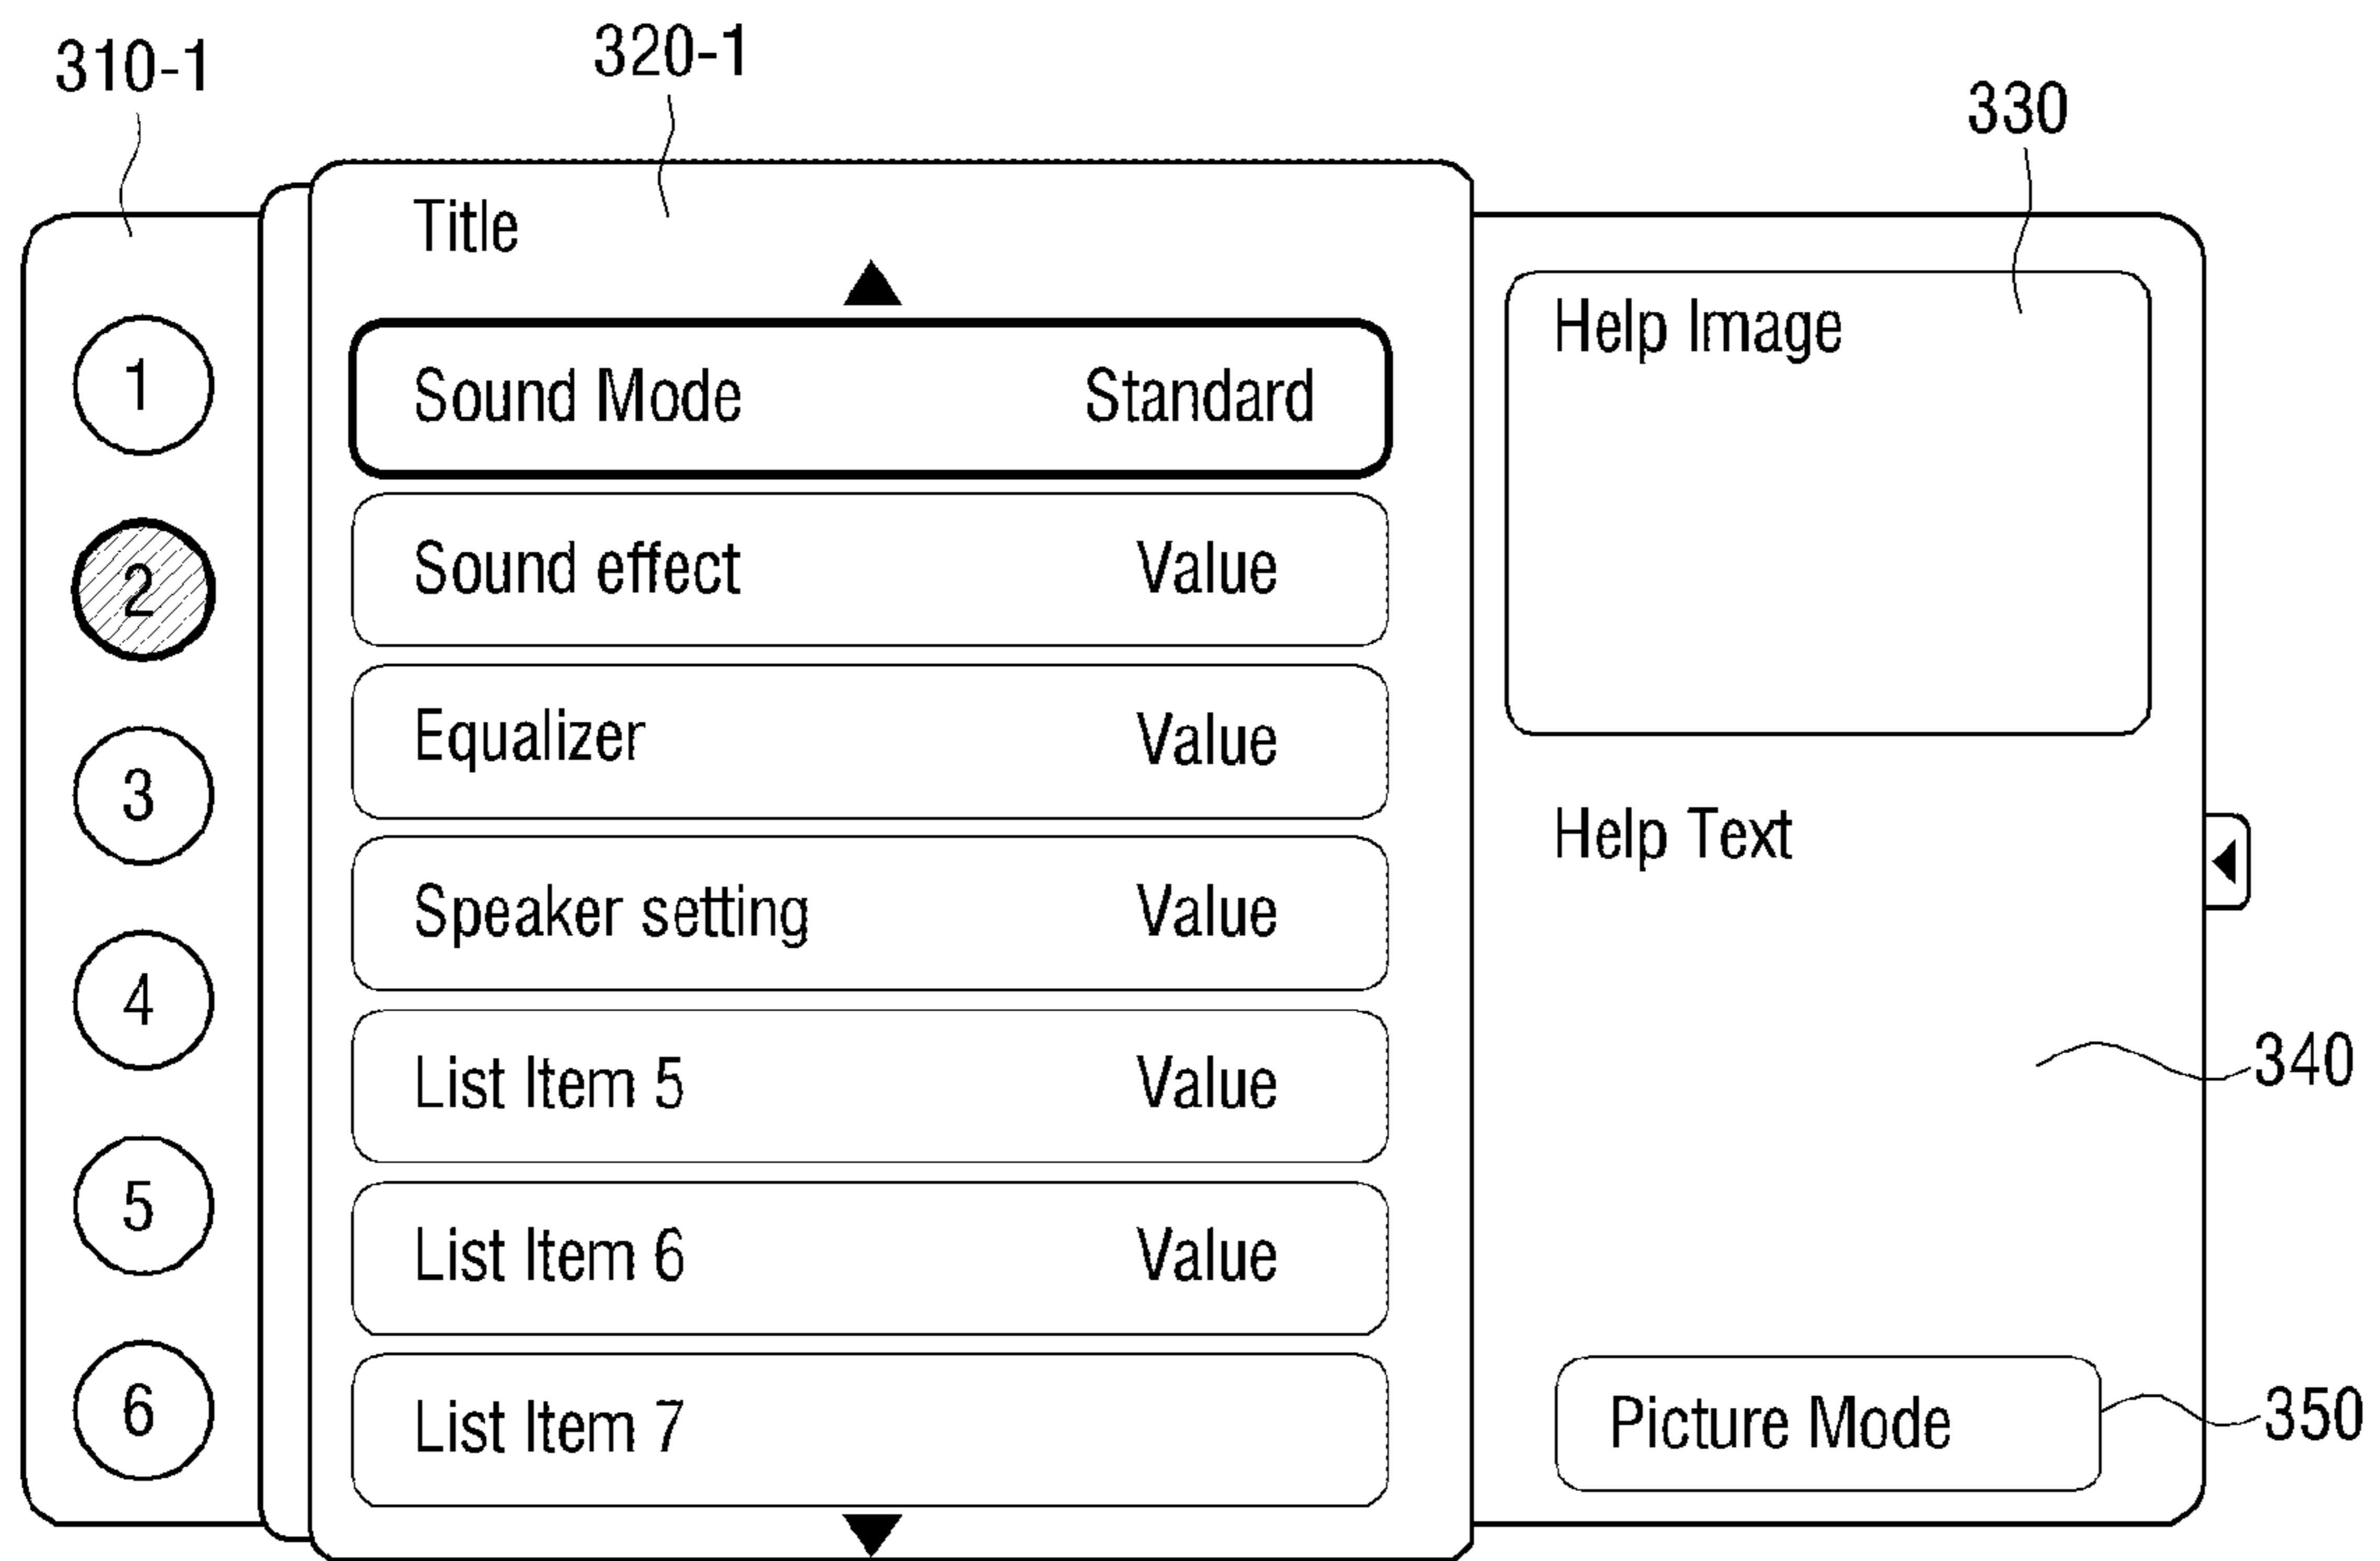 310-1
320-1
330
1
2
3
4
5
6
Title
Sound Mode Standard
Sound effect Value
Equalizer Value
Speaker setting Value
List Item 5 Value
List Item 6 Value
List Item 7
Help Image
Help Text
340
Picture Mode
350